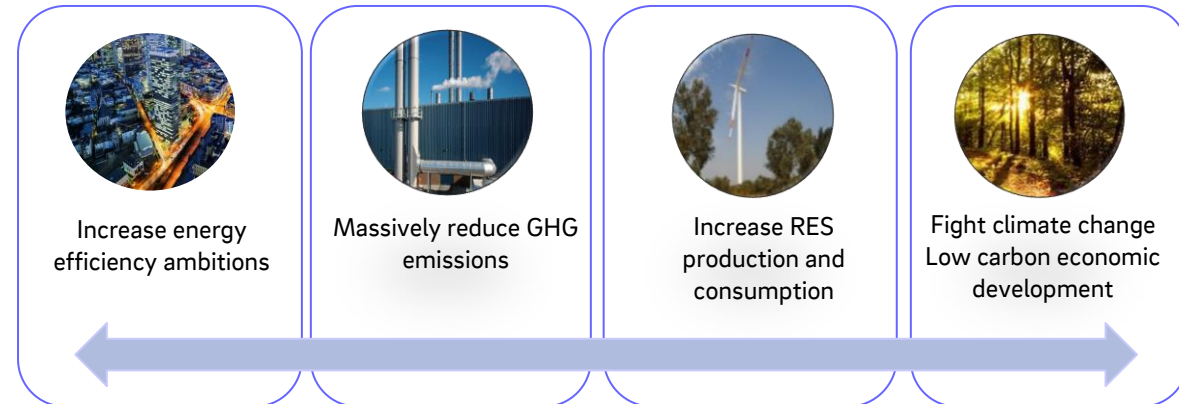 Increase energy
efficiency ambitions
Massively reduce GHG
emissions
Increase RES
production and
consumption
Fight climate change
Low carbon economic
development